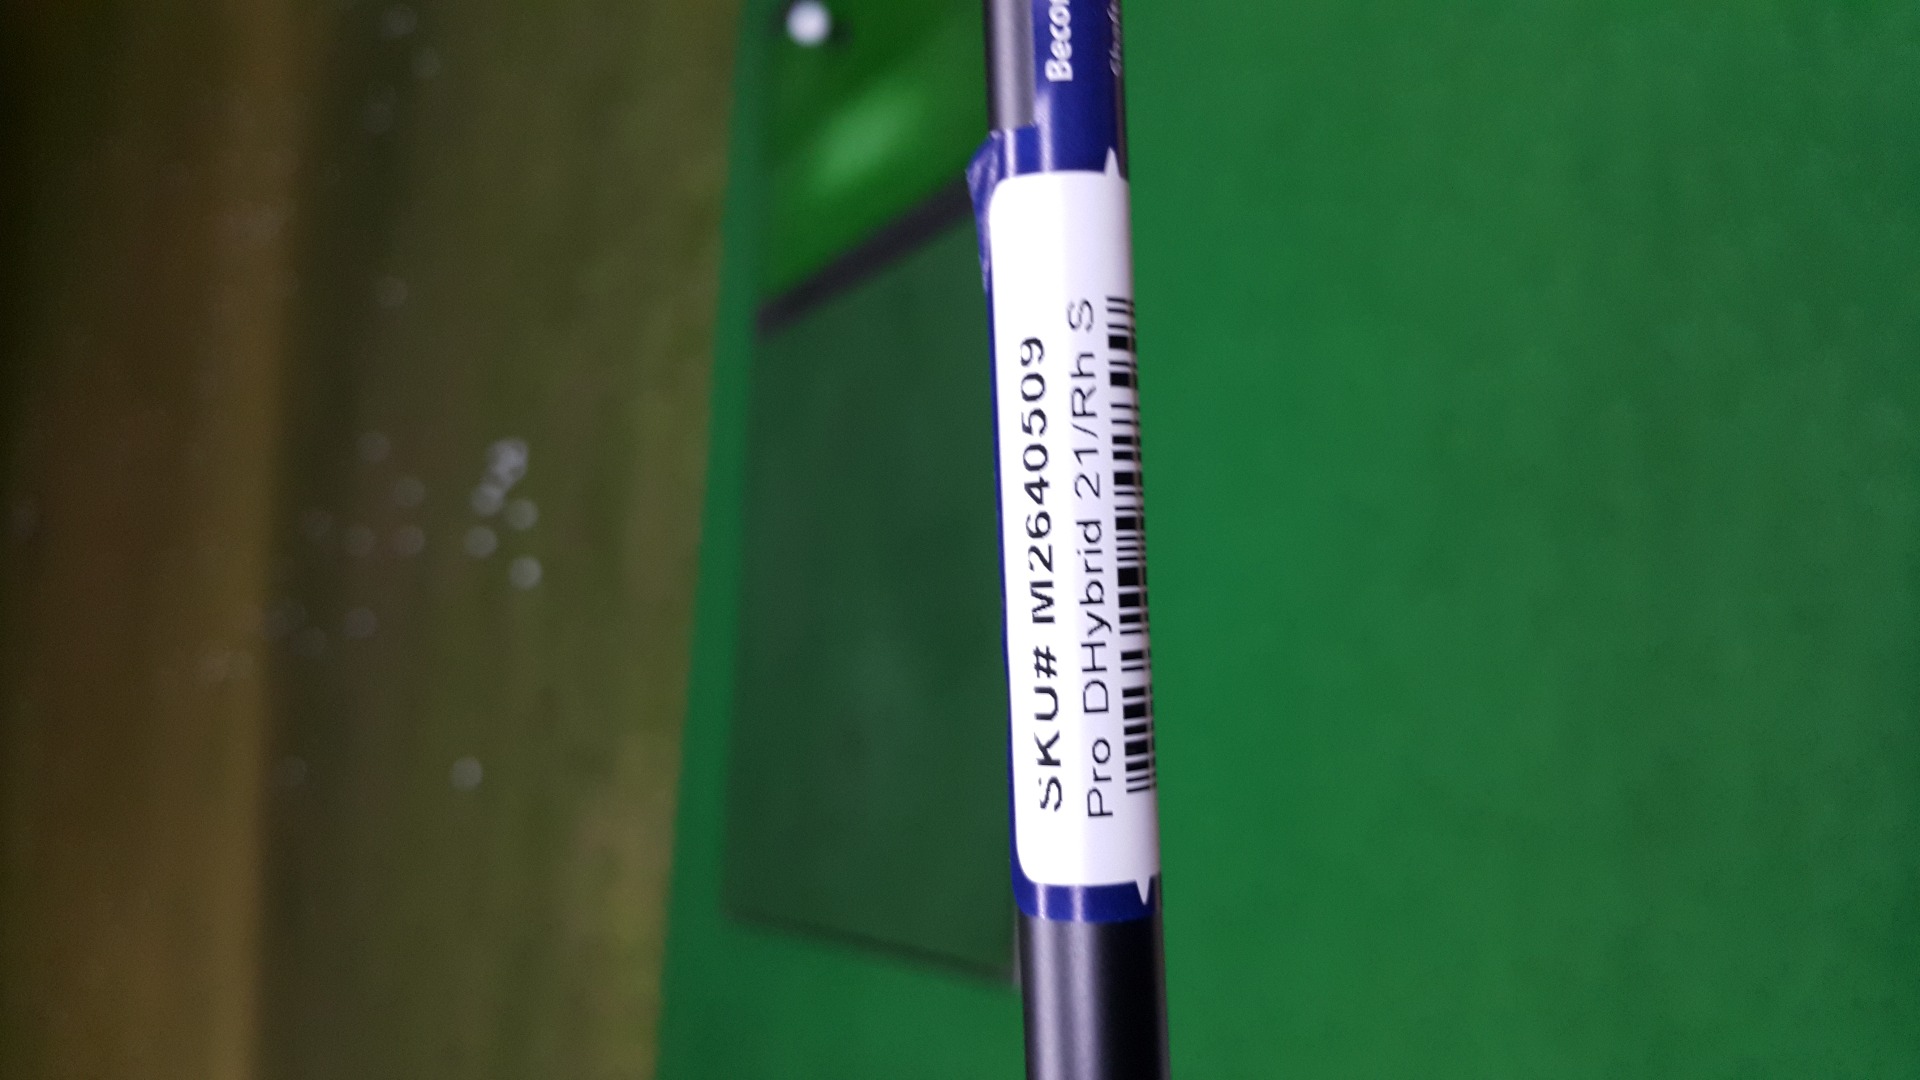 SKU# M2640509
Pro DHybrid 21/Rh S